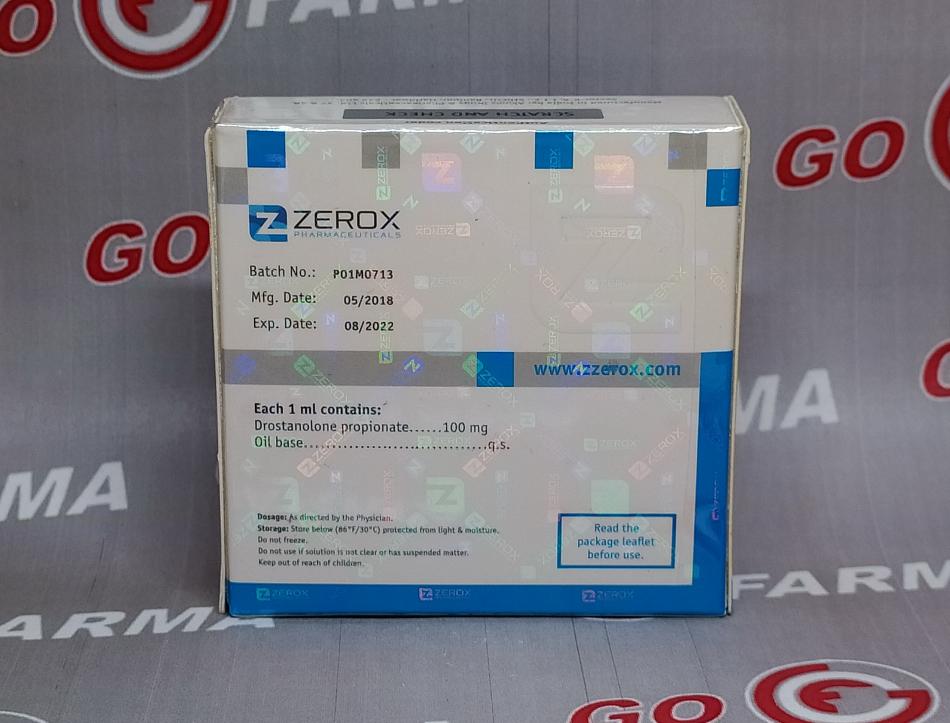 FARMA
GO
SCRATCH AND CHECK
GO
GO
ZEROX
PHARMACEUTICALS
Batch No.: P01M0713
Mfg. Date: 05/2018
Exp. Date: 08/2022
www.zzerox.com
Each 1 ml contains:
Drostanolone propionate......100 mg
Oil base.................................q.s.
Dosage: As directed by the Physician.
Storage: Store below (86°F/30°C) protected from light & moisture.
Do not freeze.
Do not use if solution is not clear or has suspended matter.
Keep out of reach of children.
Read the
package leaflet
before use.
ZEROX ZEROX ZEROX
FARMA
GO